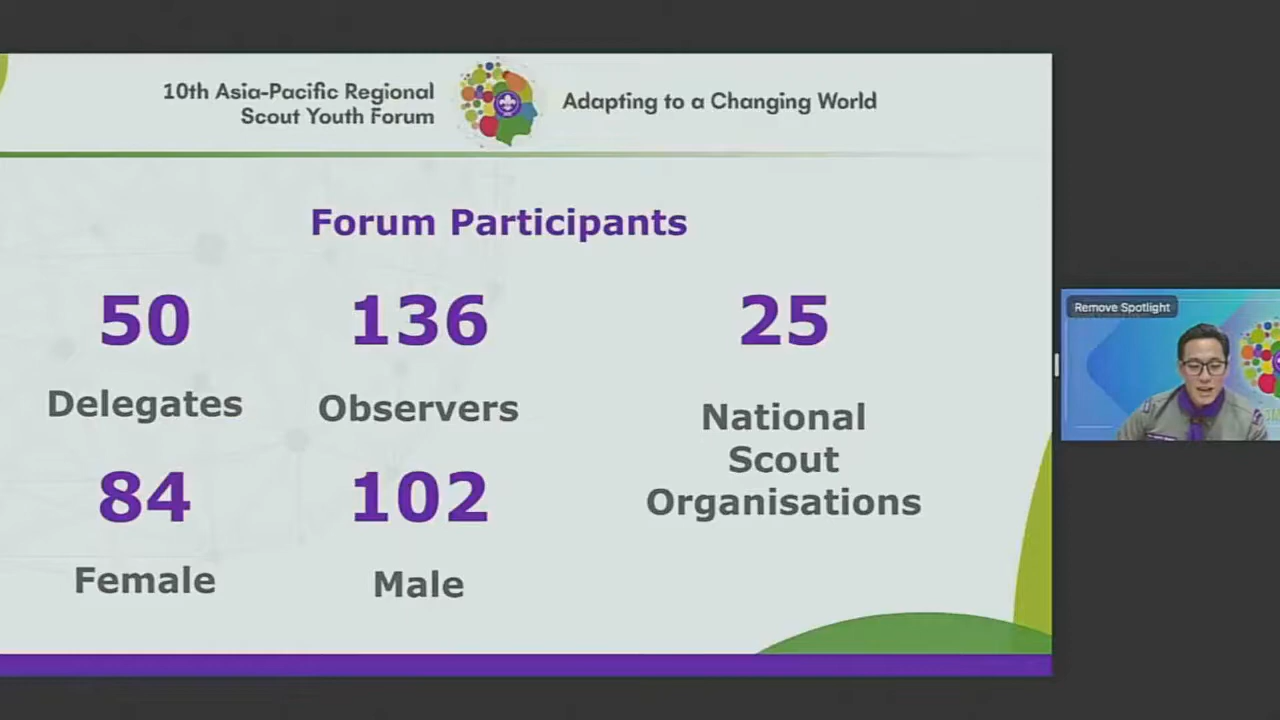 10th Asia-Pacific Regional
Scout Youth Forum
Adapting to a Changing World
Forum Participants
50
136
25
Delegates
Observers
National
Scout
Organisations
84
102
Female
Male
Remove Spotlight